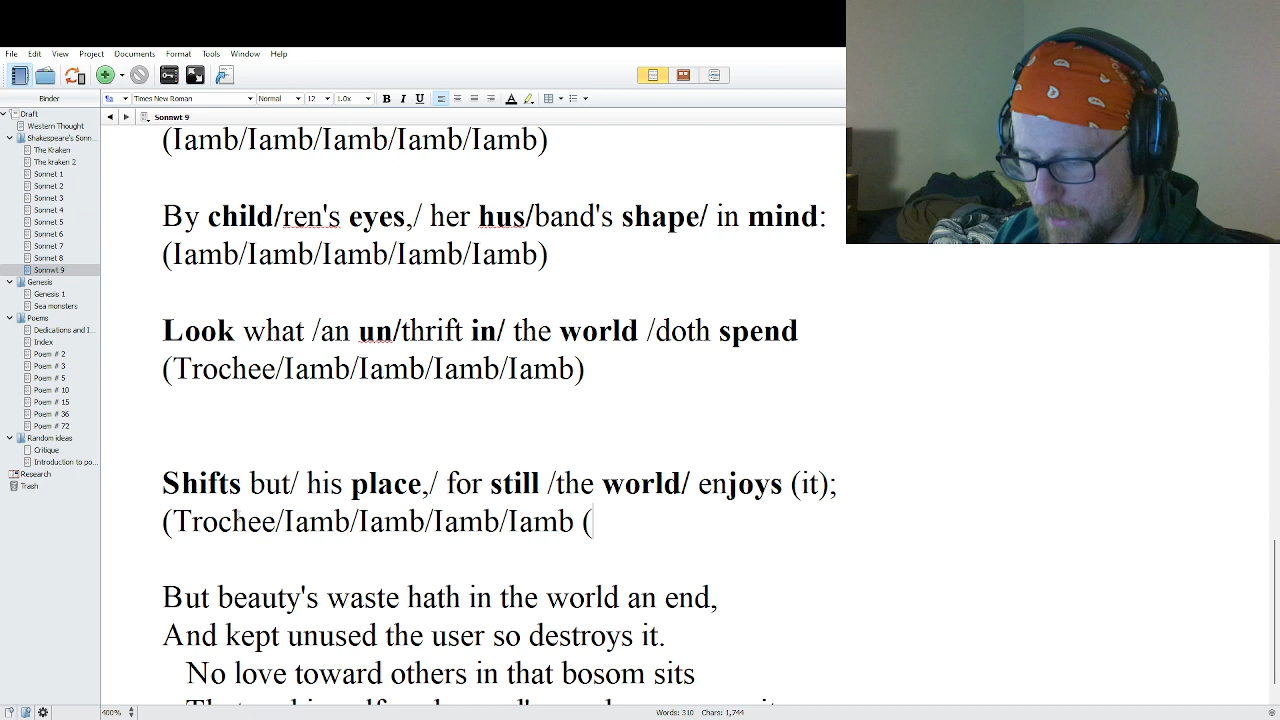 File Edit View Project Documents Format Tools Window Help
Binder
Times New Roman Normal 12 1.0x B I U A
Sonnwt 9
Draft
Western Thought
Shakespeare's Sonn...
The Kraken
The kraken 2
Sonnet 1
Sonnet 2
Sonnet 3
Sonnet 4
Sonnet 5
Sonnet 6
Sonnet 7
Sonnet 8
Sonnwt 9
Genesis
Genesis 1
Sea monsters
Poems
Dedications and I...
Index
Poem # 2
Poem # 3
Poem # 5
Poem # 10
Poem # 15
Poem # 36
Poem # 72
Random ideas
Critique
Introduction to po...
Research
Trash
(Iamb/Iamb/Iamb/Iamb/Iamb)
By child/ren's eyes,/ her hus/band's shape/ in mind:
(Iamb/Iamb/Iamb/Iamb/Iamb)
Look what /an un/thrift in/ the world /doth spend
(Trochee/Iamb/Iamb/Iamb/Iamb)
Shifts but/ his place,/ for still /the world/ enjoys (it);
(Trochee/Iamb/Iamb/Iamb/Iamb (
But beauty's waste hath in the world an end,
And kept unused the user so destroys it.
No love toward others in that bosom sits
400%
Words: 310 Chars: 1,744